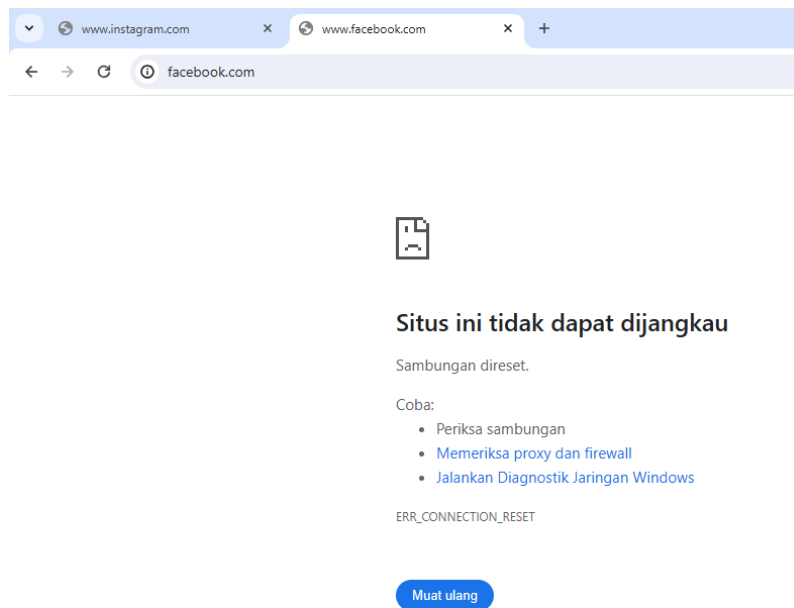 www.instagram.com
www.facebook.com
facebook.com
Situs ini tidak dapat dijangkau
Sambungan direset.
Coba:
Periksa sambungan
Memeriksa proxy dan firewall
Jalankan Diagnostik Jaringan Windows
ERR_CONNECTION_RESET
Muat ulang